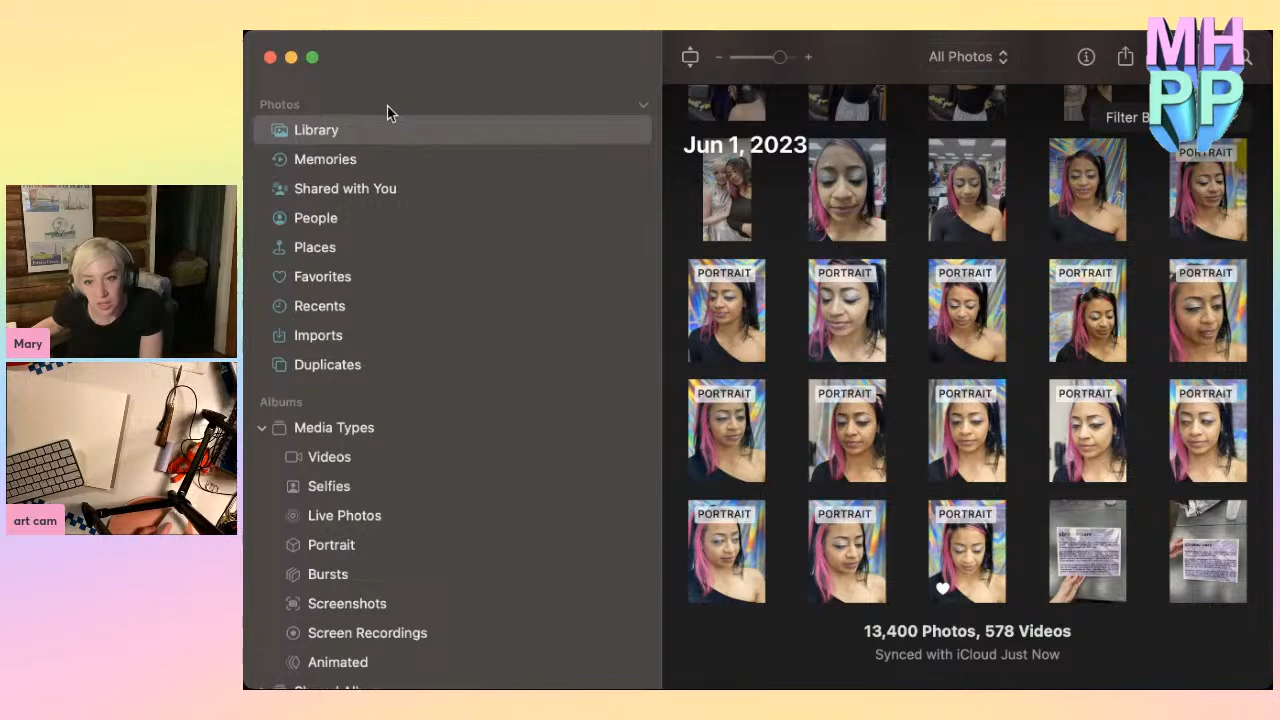 MH
PP
Photos
Library
Memories
Shared with You
People
Places
Favorites
Recents
Imports
Duplicates
Albums
Media Types
Videos
Selfies
Live Photos
Portrait
Bursts
Screenshots
Screen Recordings
Animated
All Photos
Filter B
Jun 1, 2023
PORTRAIT
PORTRAIT PORTRAIT PORTRAIT PORTRAIT PORTRAIT
PORTRAIT PORTRAIT PORTRAIT PORTRAIT PORTRAIT
PORTRAIT PORTRAIT PORTRAIT
13,400 Photos, 578 Videos
Synced with iCloud Just Now
Mary
art cam